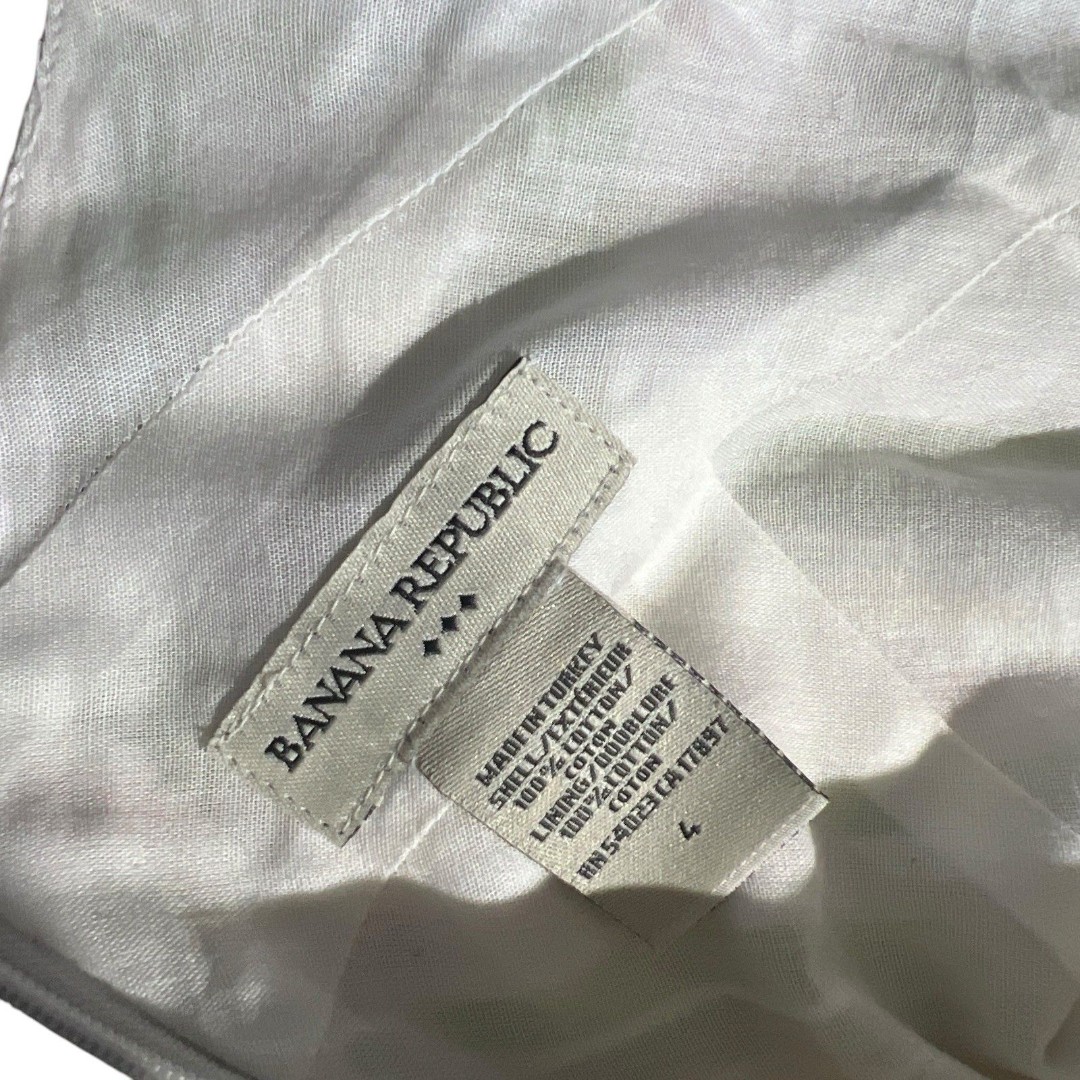 BANANA REPUBLIC
MADE IN TURKEY
SHELL/EXTÉRIEUR
100% COTTON/
COTON
LINING/DOUBLORE
100% COTTON/
COTON
RN 54023 CA 17897
4